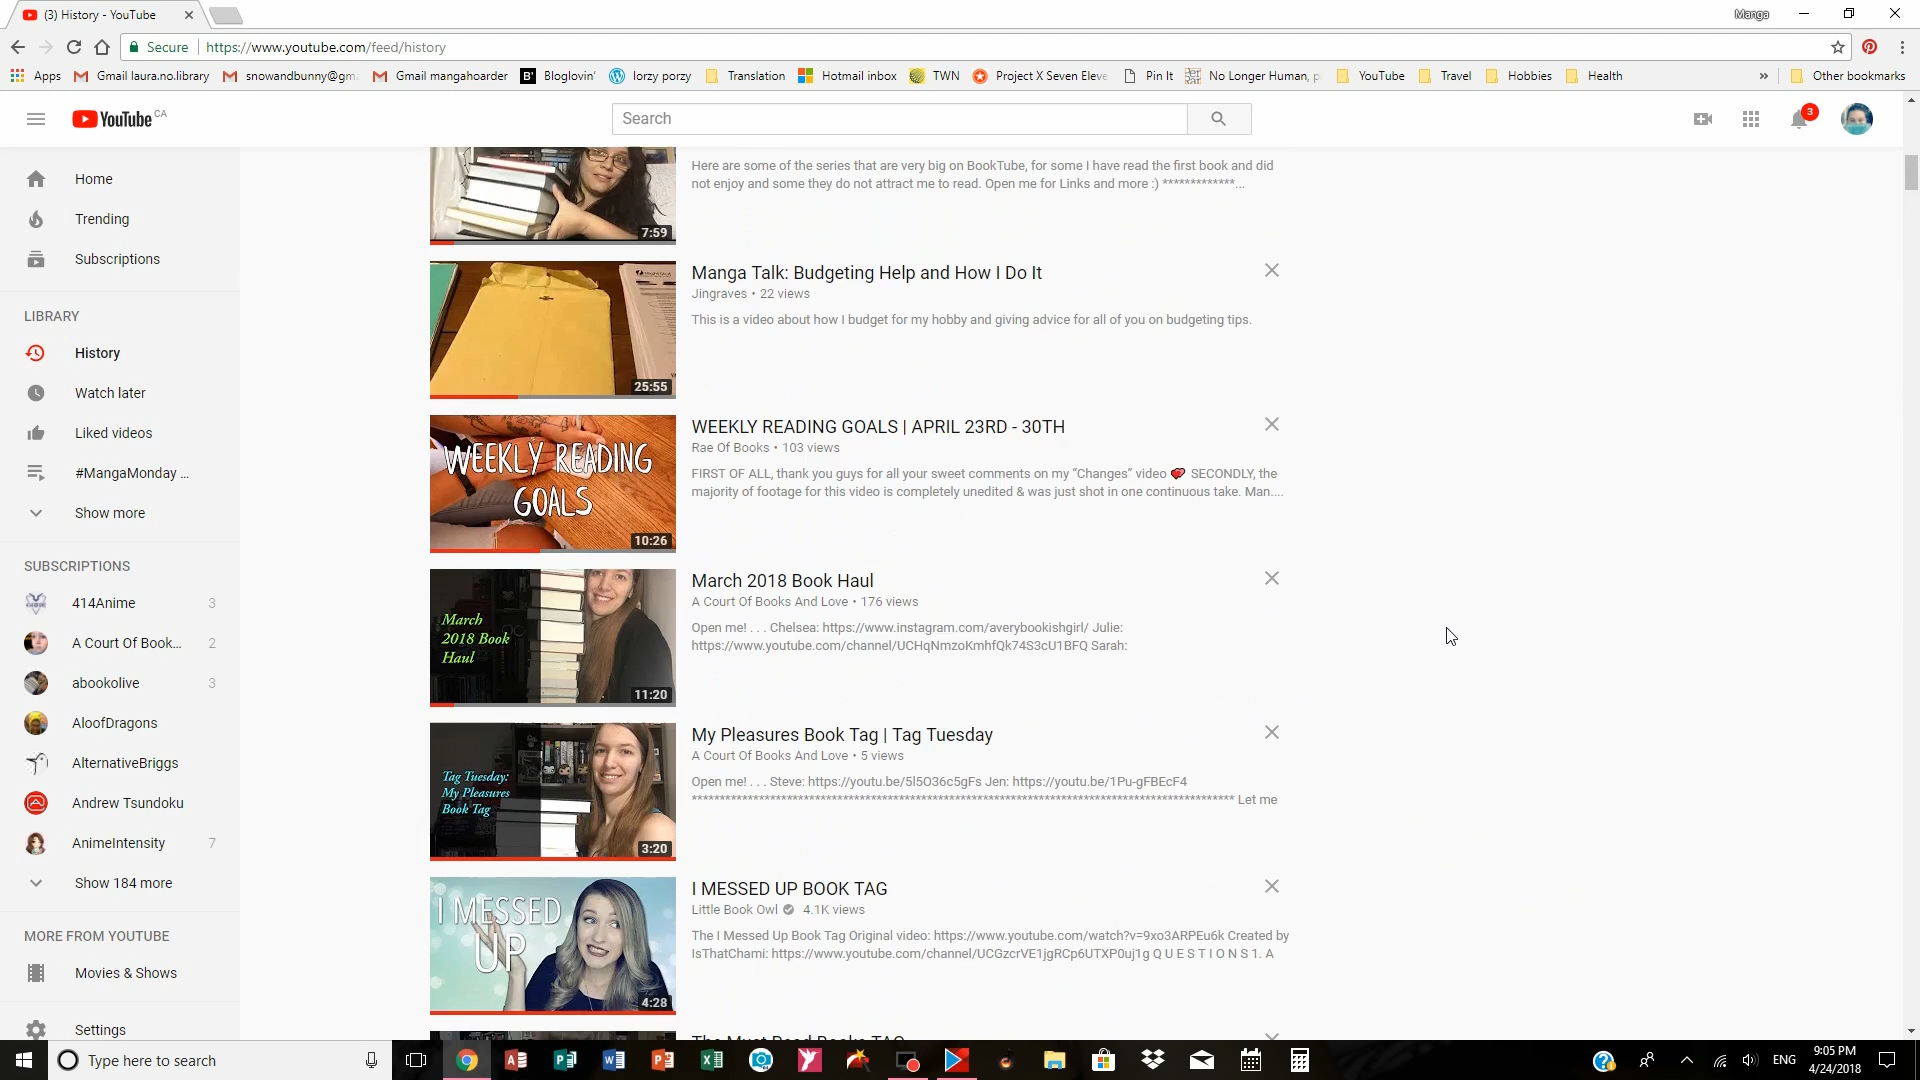 (3) History - YouTube
Manga
Secure
https://www.youtube.com/feed/history
Apps
Gmail laura.no.library
snowandbunny@gm
Gmail mangahoarder
Bloglovin'
lorzy porzy
Translation
Hotmail inbox
TWN
Project X Seven Eleve
Pin It
No Longer Human, p
YouTube
Travel
Hobbies
Health
»
Other bookmarks
YouTube CA
Search
3
Home
Trending
Subscriptions
LIBRARY
History
Watch later
Liked videos
#MangaMonday ...
Show more
SUBSCRIPTIONS
414Anime 3
A Court Of Book... 2
abookolive 3
AloofDragons
AlternativeBriggs
Andrew Tsundoku
AnimeIntensity 7
Show 184 more
MORE FROM YOUTUBE
Movies & Shows
Settings
7:59
Here are some of the series that are very big on BookTube, for some I have read the first book and did
not enjoy and some they do not attract me to read. Open me for Links and more :) *************...
25:55
Manga Talk: Budgeting Help and How I Do It
Jingraves • 22 views
This is a video about how I budget for my hobby and giving advice for all of you on budgeting tips.
WEEKLY READING
GOALS
10:26
WEEKLY READING GOALS | APRIL 23RD - 30TH
Rae Of Books • 103 views
FIRST OF ALL, thank you guys for all your sweet comments on my “Changes” video 💕 SECONDLY, the
majority of footage for this video is completely unedited & was just shot in one continuous take. Man....
March
2018 Book
Haul
11:20
March 2018 Book Haul
A Court Of Books And Love • 176 views
Open me! . . . Chelsea: https://www.instagram.com/averybookishgirl/ Julie:
https://www.youtube.com/channel/UCHqNmzoKmhfQk74S3cU1BFQ Sarah:
Tag Tuesday:
My Pleasures
Book Tag
3:20
My Pleasures Book Tag | Tag Tuesday
A Court Of Books And Love • 5 views
Open me! . . . Steve: https://youtu.be/5l5O36c5gFs Jen: https://youtu.be/1Pu-gFBEcF4
******************************************************************************************* Let me
I MESSED
UP
4:28
I MESSED UP BOOK TAG
Little Book Owl 4.1K views
The I Messed Up Book Tag Original video: https://www.youtube.com/watch?v=9xo3ARPEu6k Created by
IsThatChami: https://www.youtube.com/channel/UCGzcrVE1jgRCp6UTXP0uj1g Q U E S T I O N S 1. A
The Must Read Books TAG
Type here to search
ENG
9:05 PM
4/24/2018